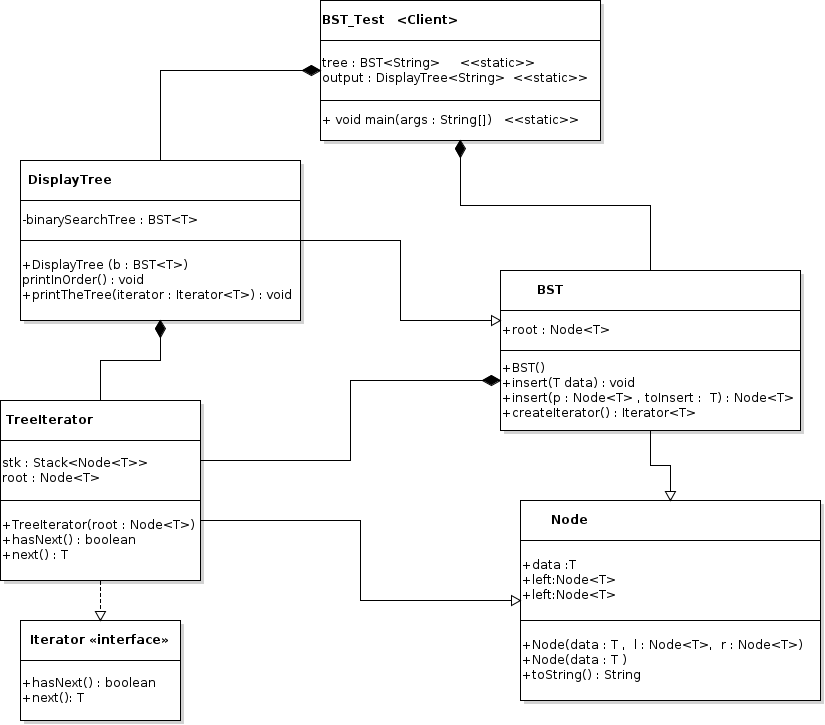 BST_Test <Client>
tree : BST<String> <<static>>
output : DisplayTree<String> <<static>>
+ void main(args : String[]) <<static>>
DisplayTree
-binarySearchTree : BST<T>
+DisplayTree (b : BST<T>)
printInOrder() : void
+printTheTree(iterator : Iterator<T>) : void
BST
+root : Node<T>
+BST()
+insert(T data) : void
+insert(p : Node<T> , toInsert : T) : Node<T>
+createIterator() : Iterator<T>
TreeIterator
stk : Stack<Node<T>>
root : Node<T>
+TreeIterator(root : Node<T>)
+hasNext() : boolean
+next() : T
Node
+data :T
+left:Node<T>
+left:Node<T>
+Node(data : T , l : Node<T>, r : Node<T>)
+Node(data : T )
+toString() : String
Iterator «interface»
+hasNext() : boolean
+next(): T